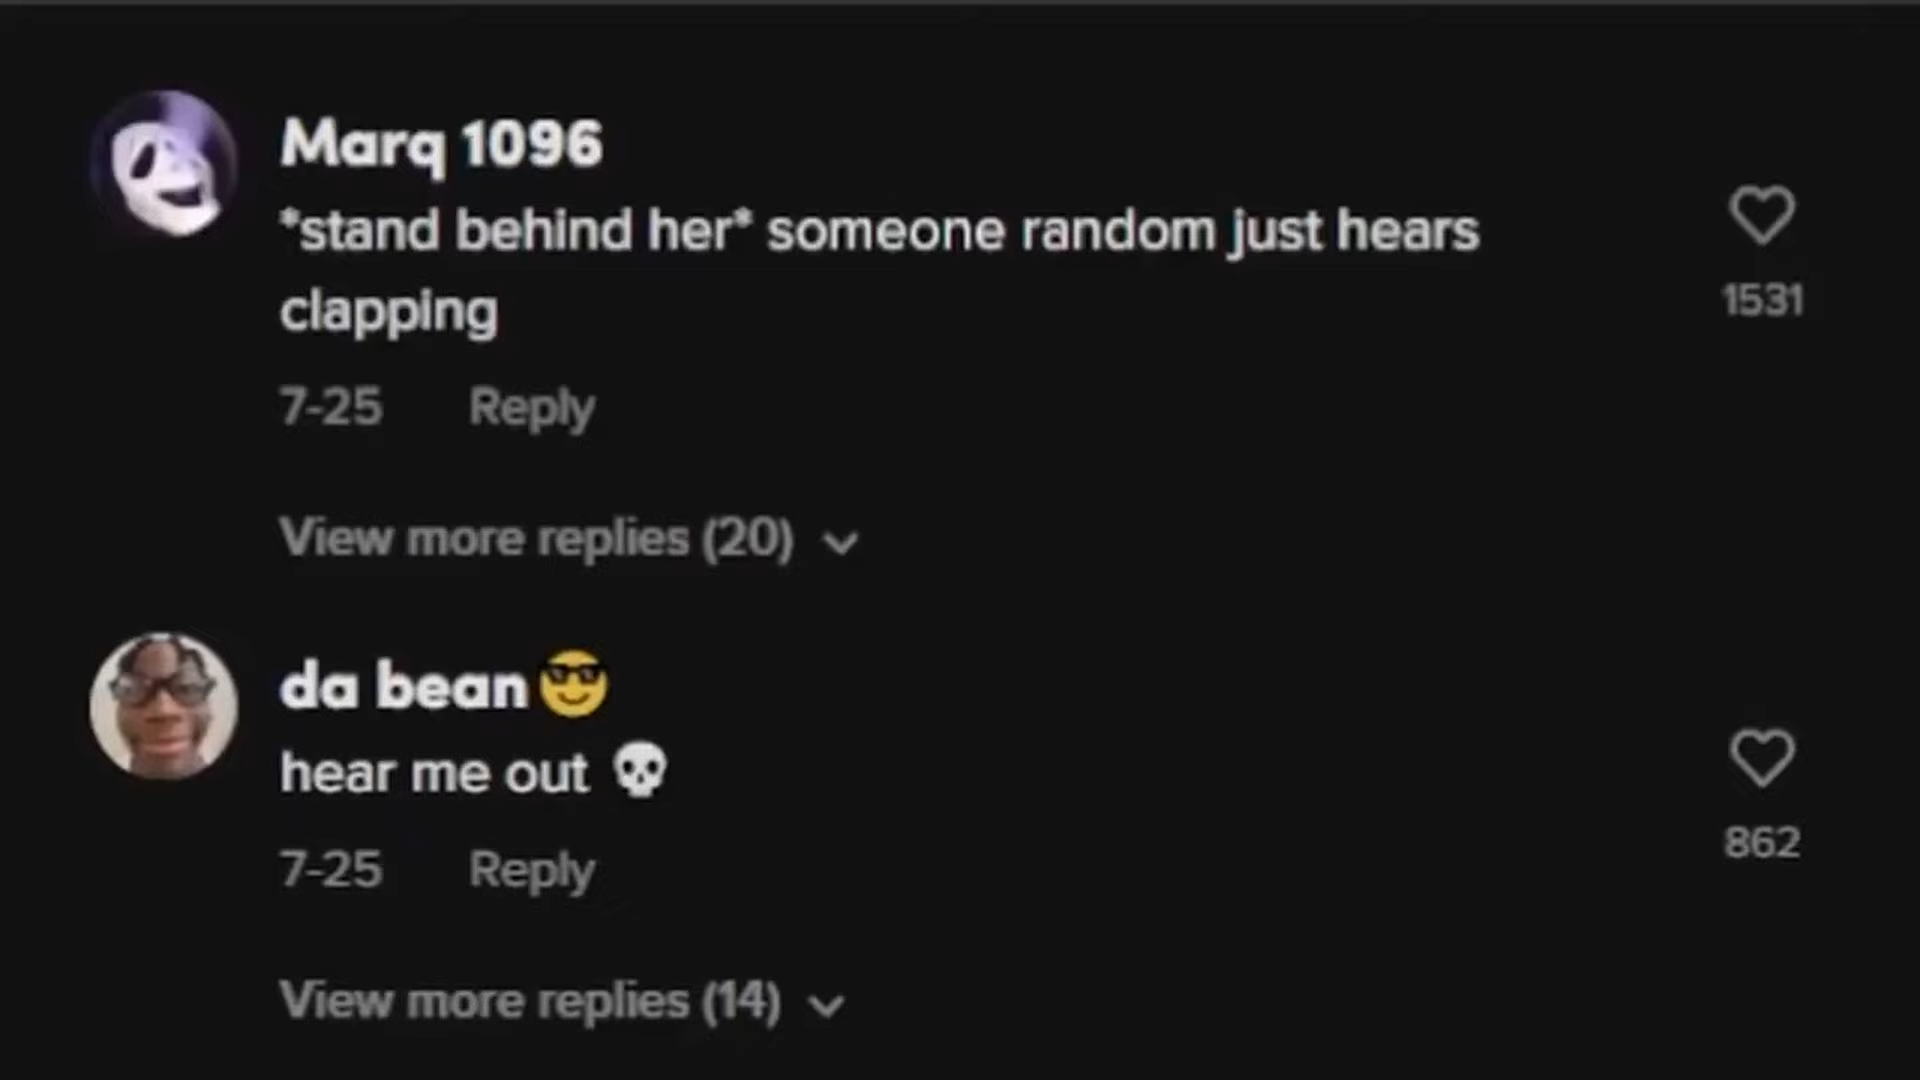 Marq 1096
*stand behind her* someone random just hears
clapping
1531
7-25 Reply
View more replies (20)
da bean😎
hear me out 💀
862
7-25 Reply
View more replies (14)